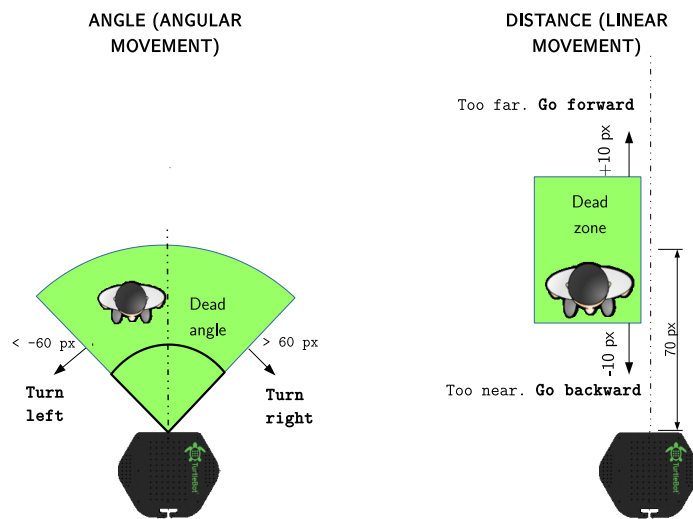 ANGLE (ANGULAR
MOVEMENT)
< -60 px
Dead
angle
> 60 px
Turn
left
Turn
right
TurtleBot
DISTANCE (LINEAR
MOVEMENT)
Too far. Go forward
+10 px
Dead
zone
-10 px
70 px
Too near. Go backward
TurtleBot